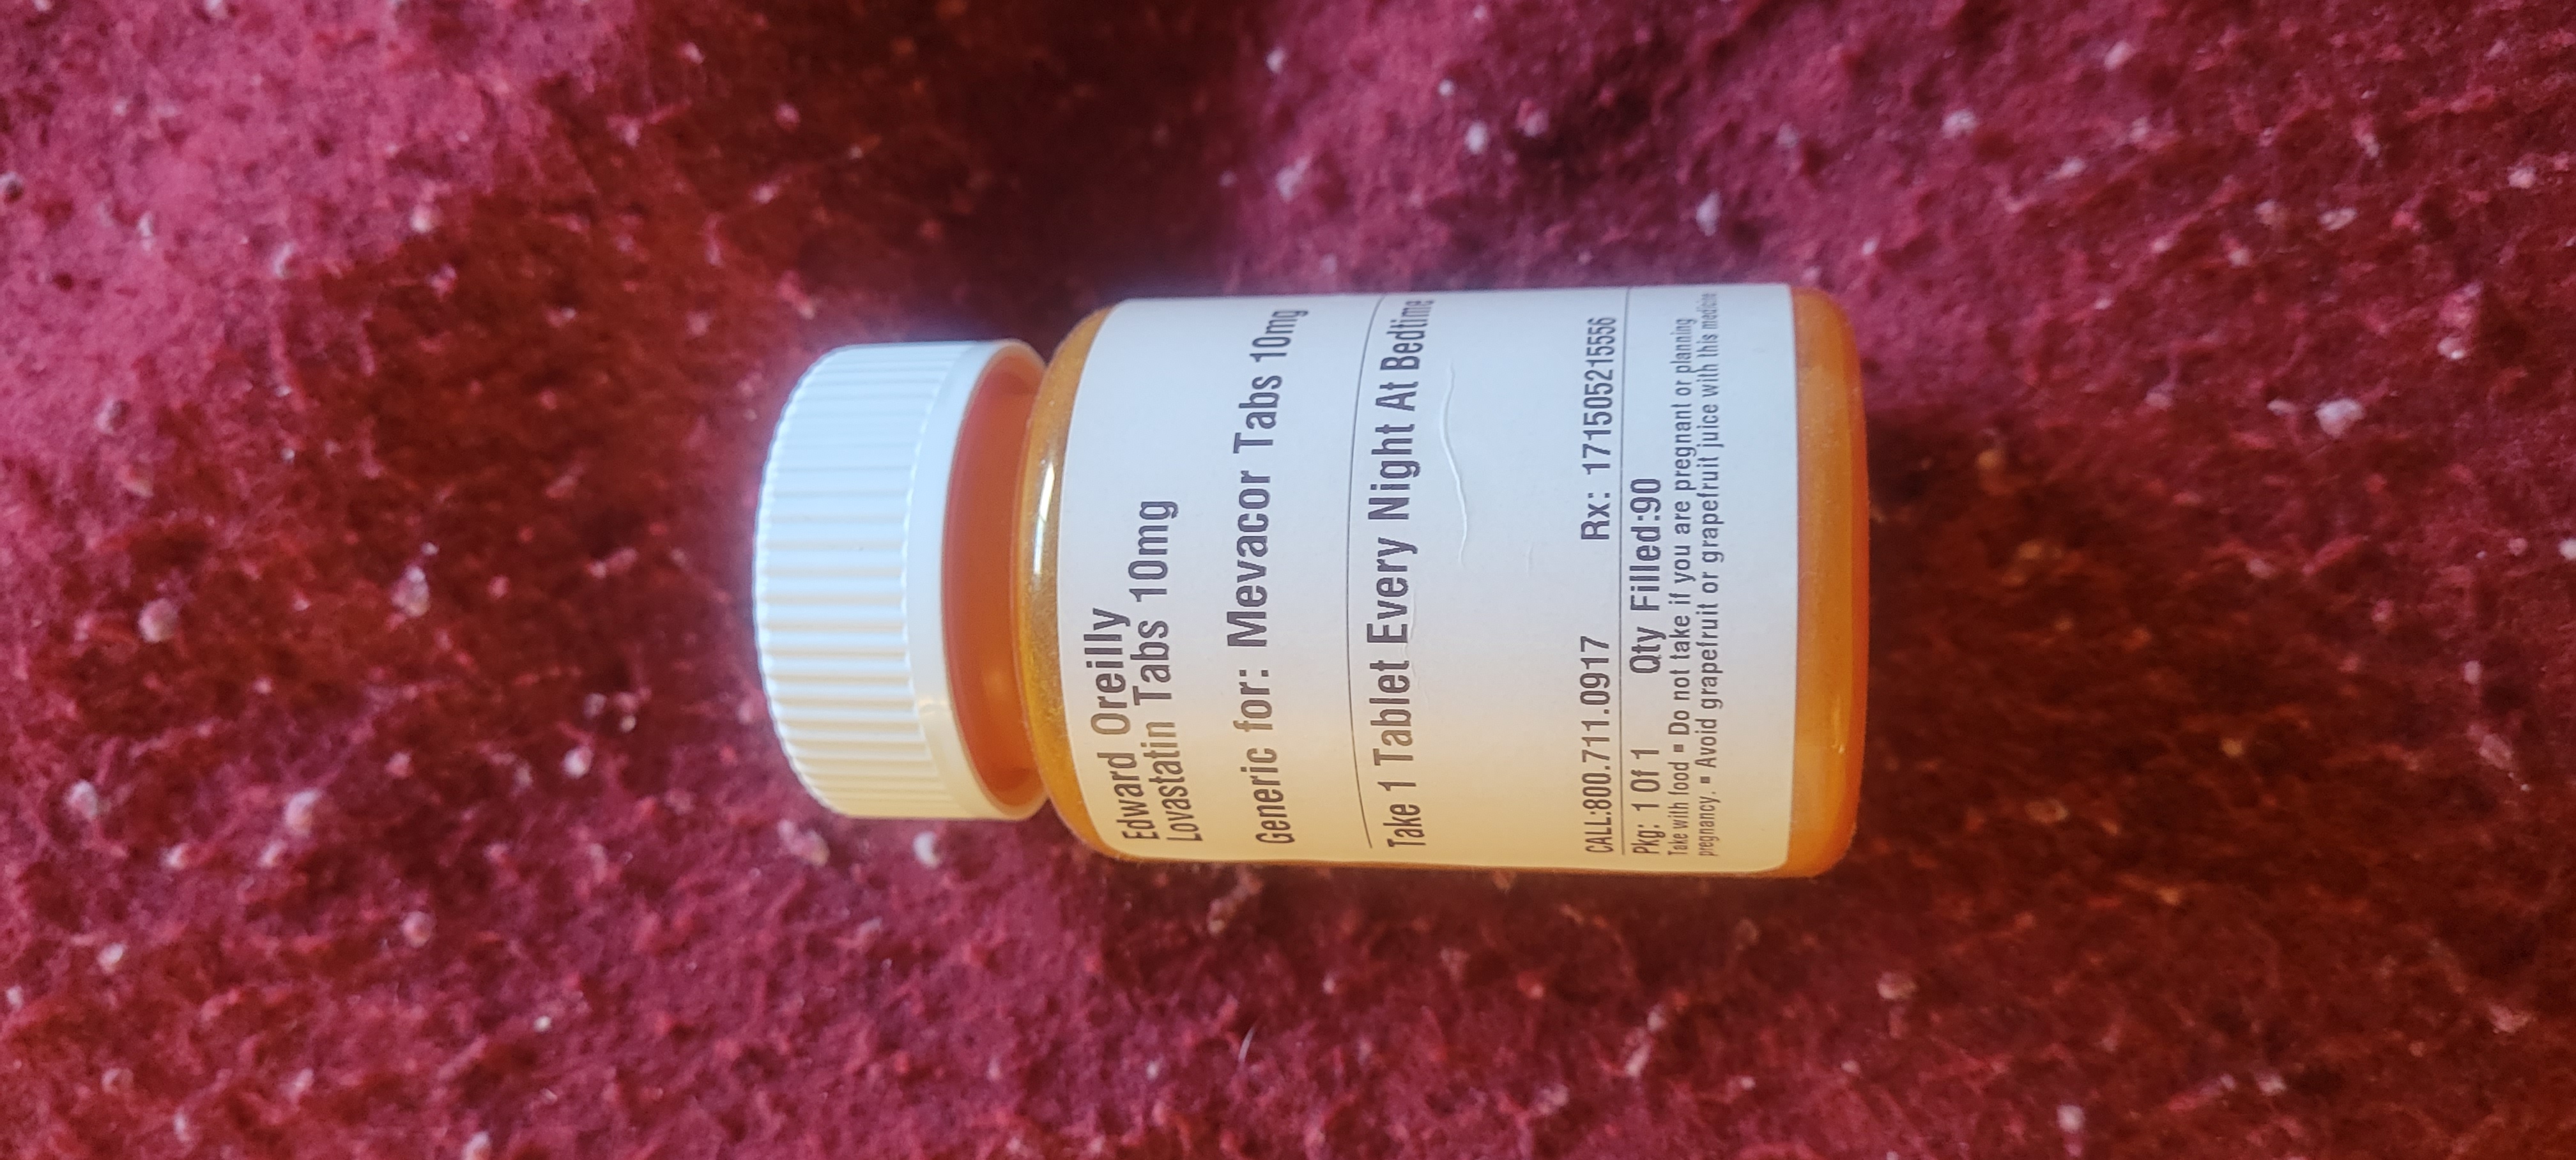 Edward Oreilly
Lovastatin Tabs 10mg
Generic for: Mevacor Tabs 10mg
Take 1 Tablet Every Night At Bedtime
CALL:800.711.0917 Rx: 171505215556
Pkg: 1 Of 1 Qty Filled:90
Take with food ▪ Do not take if you are pregnant or planning
pregnancy. ▪ Avoid grapefruit or grapefruit juice with this medicine